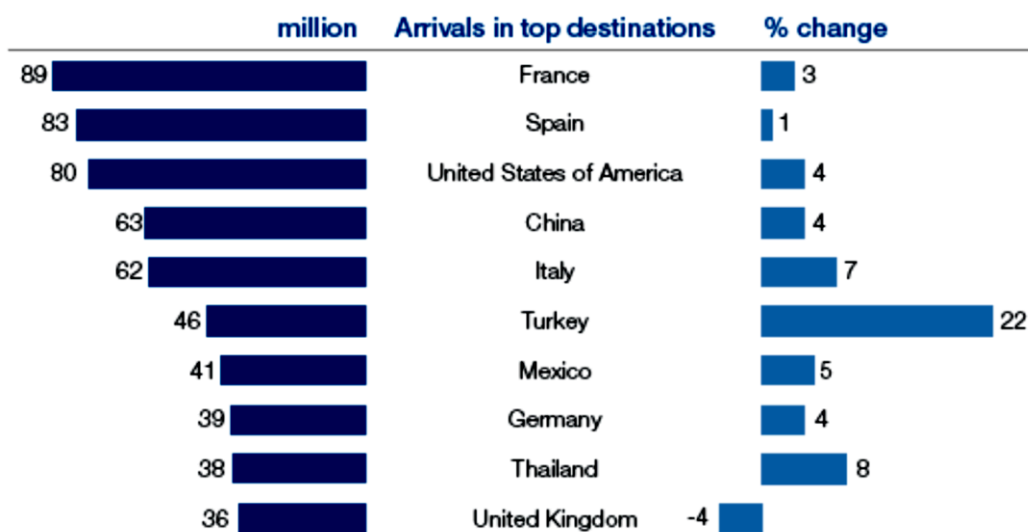 million Arrivals in top destinations % change
89 France 3
83 Spain 1
80 United States of America 4
63 China 4
62 Italy 7
46 Turkey 22
41 Mexico 5
39 Germany 4
38 Thailand 8
36 United Kingdom -4